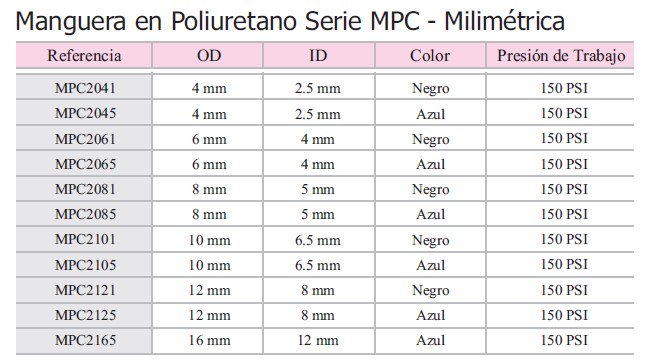 Manguera en Poliuretano Serie MPC - Milimétrica
Referencia OD ID Color Presión de Trabajo
MPC2041 4 mm 2.5 mm Negro 150 PSI
MPC2045 4 mm 2.5 mm Azul 150 PSI
MPC2061 6 mm 4 mm Negro 150 PSI
MPC2065 6 mm 4 mm Azul 150 PSI
MPC2081 8 mm 5 mm Negro 150 PSI
MPC2085 8 mm 5 mm Azul 150 PSI
MPC2101 10 mm 6.5 mm Negro 150 PSI
MPC2105 10 mm 6.5 mm Azul 150 PSI
MPC2121 12 mm 8 mm Negro 150 PSI
MPC2125 12 mm 8 mm Azul 150 PSI
MPC2165 16 mm 12 mm Azul 150 PSI